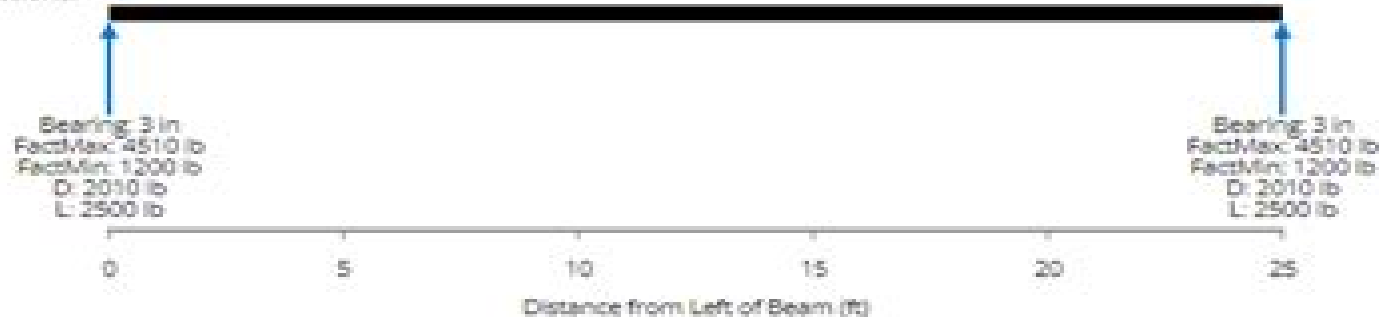 Bearing: 3 in
FactMax: 4510 lb
FactMin: 1200 lb
D: 2010 lb
L: 2500 lb
Bearing: 3 in
FactMax: 4510 lb
FactMin: 1200 lb
D: 2010 lb
L: 2500 lb
0 5 10 15 20 25
Distance from Left of Beam (ft)